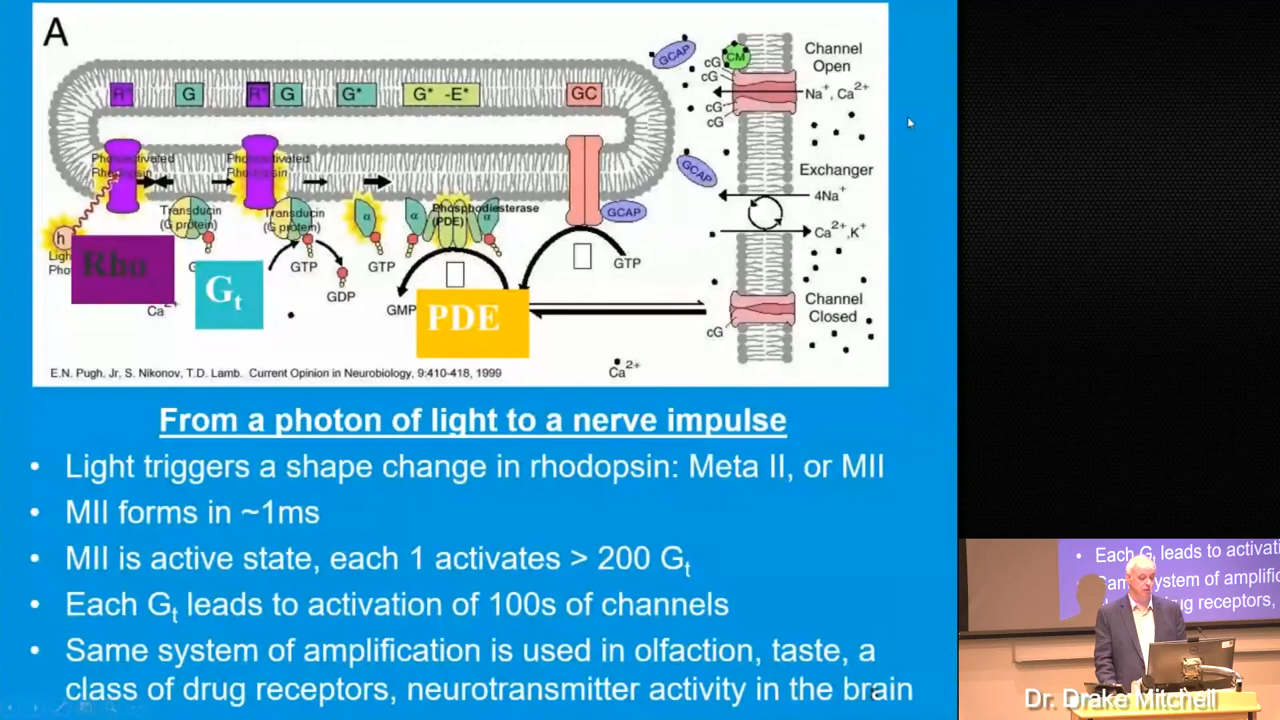 A
R*
G
R*
G
G*
G* -E*
GC
GCAP
CM
cG
cG
cG
cG
Channel
Open
Na+, Ca2+
Photoactivated
Rhodopsin
Photoactivated
Rhodopsin
GCAP
Exchanger
4Na+
Transducin
(G protein)
Transducin
(G protein)
α
α
Phosphodiesterase
(PDE)
α
GCAP
Ca2+,K+
h
Rho
Gt
GTP
GDP
GTP
GMP
PDE
GTP
Ca2+
cG
Channel
Closed
Ca2+
E.N. Pugh, Jr, S. Nikonov, T.D. Lamb. Current Opinion in Neurobiology, 9:410-418, 1999
From a photon of light to a nerve impulse
• Light triggers a shape change in rhodopsin: Meta II, or MII
• MII forms in ~1ms
• MII is active state, each 1 activates > 200 Gt
• Each Gt leads to activation of 100s of channels
• Same system of amplification is used in olfaction, taste, a
class of drug receptors, neurotransmitter activity in the brain
• Each Gt leads to
system of
drug receptors,
Dr. Drake Mitchell